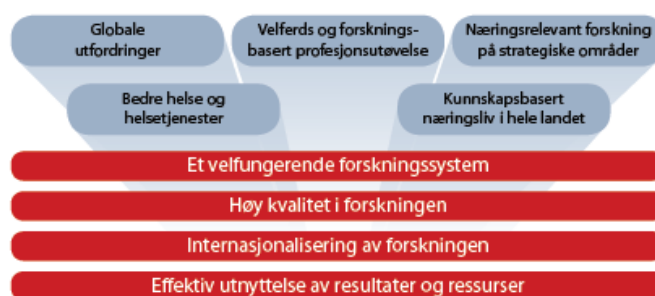 Globale
utfordringer
Velferds og forsknings-
basert profesjonsutøvelse
Næringsrelevant forskning
på strategiske områder
Bedre helse og
helsetjenester
Kunnskapsbasert
næringsliv i hele landet
Et velfungerende forskningssystem
Høy kvalitet i forskningen
Internasjonalisering av forskningen
Effektiv utnyttelse av resultater og ressurser